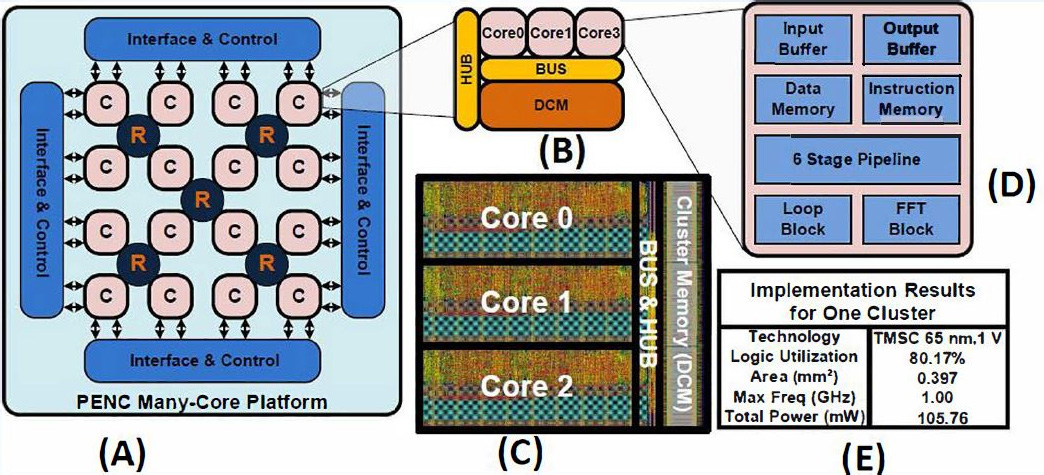 Interface & Control
Interface & Control
Interface & Control
C C C C
R R
C C C C
R
C C C C
R R
C C C C
Interface & Control
PENC Many-Core Platform
(A)
HUB
Core0 Core1 Core3
BUS
DCM
(B)
Core 0
Core 1
Core 2
BUS & HUB
Cluster Memory (DCM)
(C)
Input
Buffer
Output
Buffer
Data
Memory
Instruction
Memory
6 Stage Pipeline
Loop
Block
FFT
Block
(D)
Implementation Results
for One Cluster
Technology TMSC 65 nm,1 V
Logic Utilization 80.17%
Area (mm²) 0.397
Max Freq (GHz) 1.00
Total Power (mW) 105.76
(E)